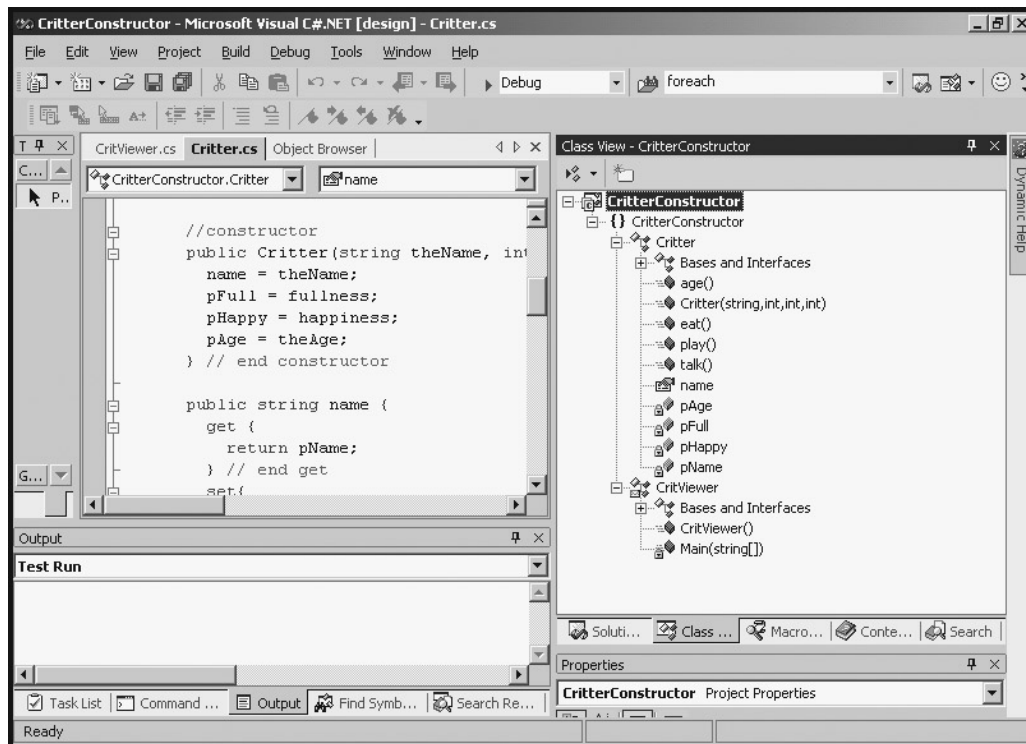 CritterConstructor - Microsoft Visual C#.NET [design] - Critter.cs
File Edit View Project Build Debug Tools Window Help
Debug
foreach
T
C...
P..
G...
CritViewer.cs Critter.cs Object Browser
CritterConstructor.Critter
name
//constructor
public Critter(string theName, int
name = theName;
pFull = fullness;
pHappy = happiness;
pAge = theAge;
} // end constructor
public string name {
get {
return pName;
} // end get
set{
Class View - CritterConstructor
CritterConstructor
{} CritterConstructor
Critter
Bases and Interfaces
age()
Critter(string,int,int,int)
eat()
play()
talk()
name
pAge
pFull
pHappy
pName
CritViewer
Bases and Interfaces
CritViewer()
Main(string[])
Dynamic Help
Soluti... Class ... Macro... Conte... Search
Output
Test Run
Task List Command ... Output Find Symb... Search Re...
Properties
CritterConstructor Project Properties
Ready